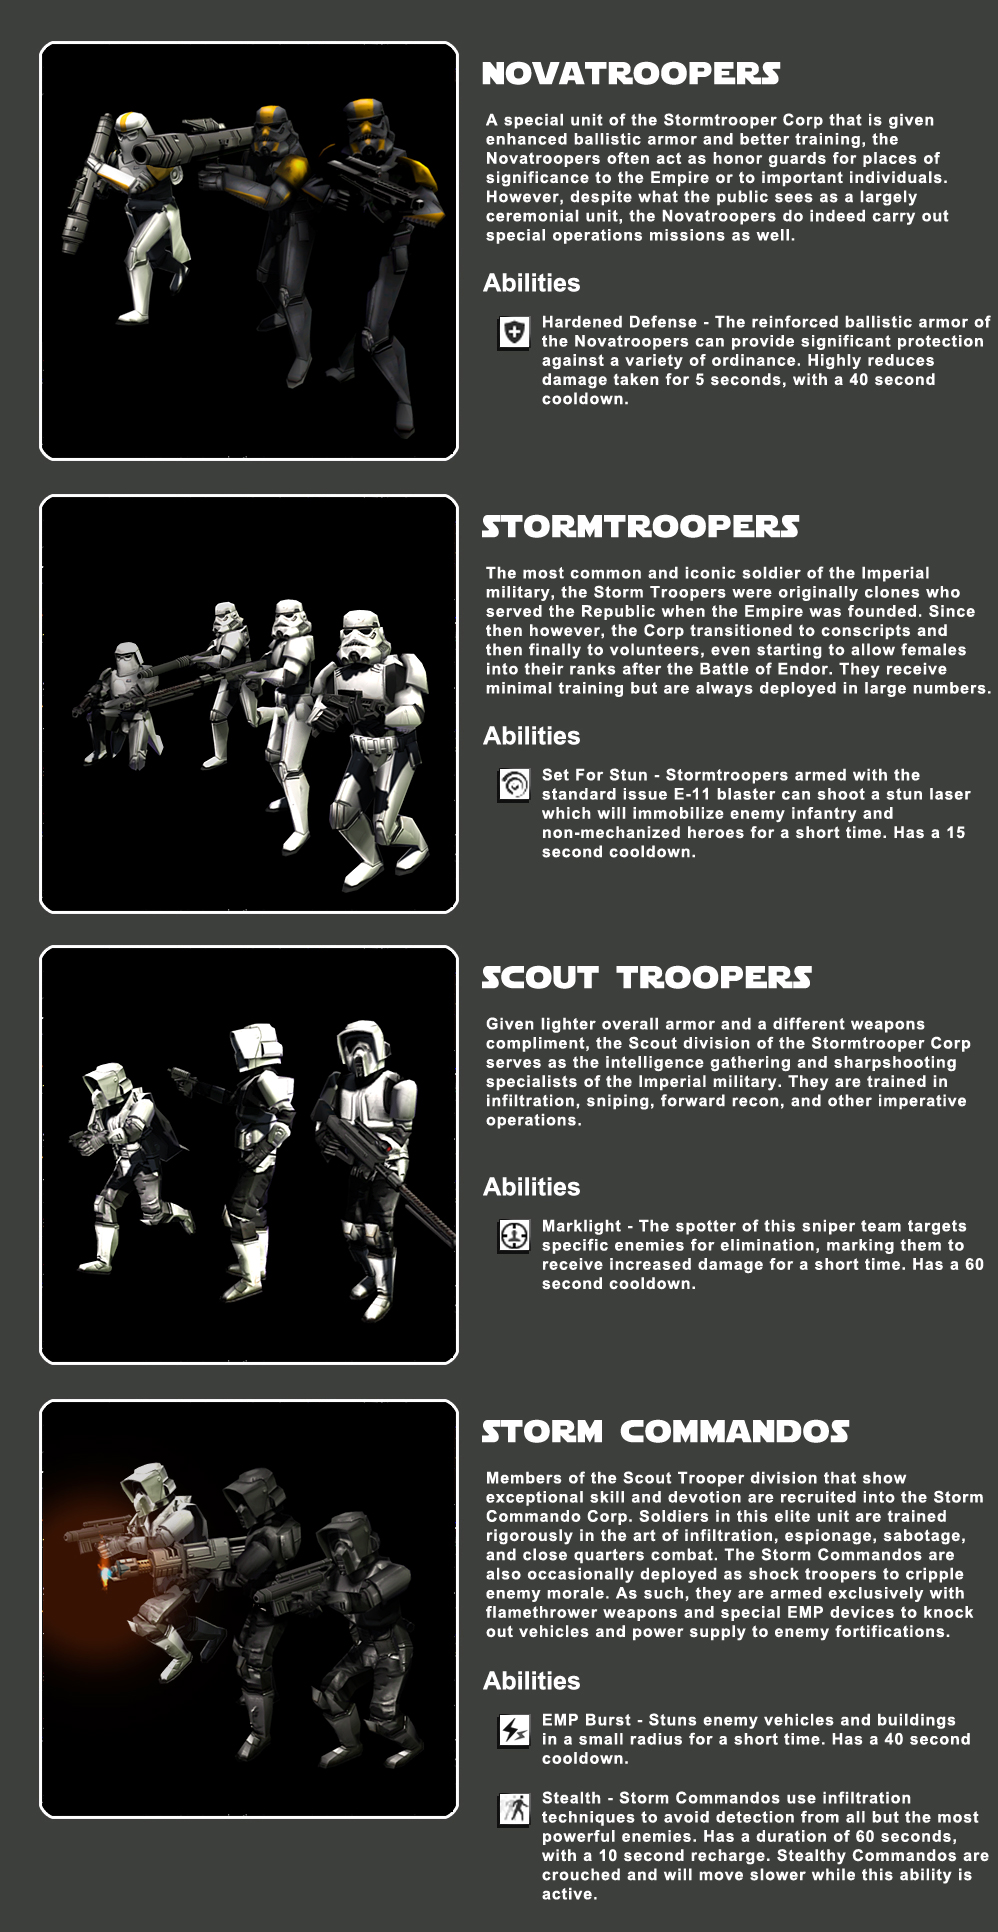 NOVATROOPERS
A special unit of the Stormtrooper Corp that is given
enhanced ballistic armor and better training, the
Novatroopers often act as honor guards for places of
significance to the Empire or to important individuals.
However, despite what the public sees as a largely
ceremonial unit, the Novatroopers do indeed carry out
special operations missions as well.
Abilities
Hardened Defense - The reinforced ballistic armor of
the Novatroopers can provide significant protection
against a variety of ordinance. Highly reduces
damage taken for 5 seconds, with a 40 second
cooldown.
STORMTROOPERS
The most common and iconic soldier of the Imperial
military, the Storm Troopers were originally clones who
served the Republic when the Empire was founded. Since
then however, the Corp transitioned to conscripts and
then finally to volunteers, even starting to allow females
into their ranks after the Battle of Endor. They receive
minimal training but are always deployed in large numbers.
Abilities
Set For Stun - Stormtroopers armed with the
standard issue E-11 blaster can shoot a stun laser
which will immobilize enemy infantry and
non-mechanized heroes for a short time. Has a 15
second cooldown.
SCOUT TROOPERS
Given lighter overall armor and a different weapons
compliment, the Scout division of the Stormtrooper Corp
serves as the intelligence gathering and sharpshooting
specialists of the Imperial military. They are trained in
infiltration, sniping, forward recon, and other imperative
operations.
Abilities
Marklight - The spotter of this sniper team targets
specific enemies for elimination, marking them to
receive increased damage for a short time. Has a 60
second cooldown.
STORM COMMANDOS
Members of the Scout Trooper division that show
exceptional skill and devotion are recruited into the Storm
Commando Corp. Soldiers in this elite unit are trained
rigorously in the art of infiltration, espionage, sabotage,
and close quarters combat. The Storm Commandos are
also occasionally deployed as shock troopers to cripple
enemy morale. As such, they are armed exclusively with
flamethrower weapons and special EMP devices to knock
out vehicles and power supply to enemy fortifications.
Abilities
EMP Burst - Stuns enemy vehicles and buildings
in a small radius for a short time. Has a 40 second
cooldown.
Stealth - Storm Commandos use infiltration
techniques to avoid detection from all but the most
powerful enemies. Has a duration of 60 seconds,
with a 10 second recharge. Stealthy Commandos are
crouched and will move slower while this ability is
active.